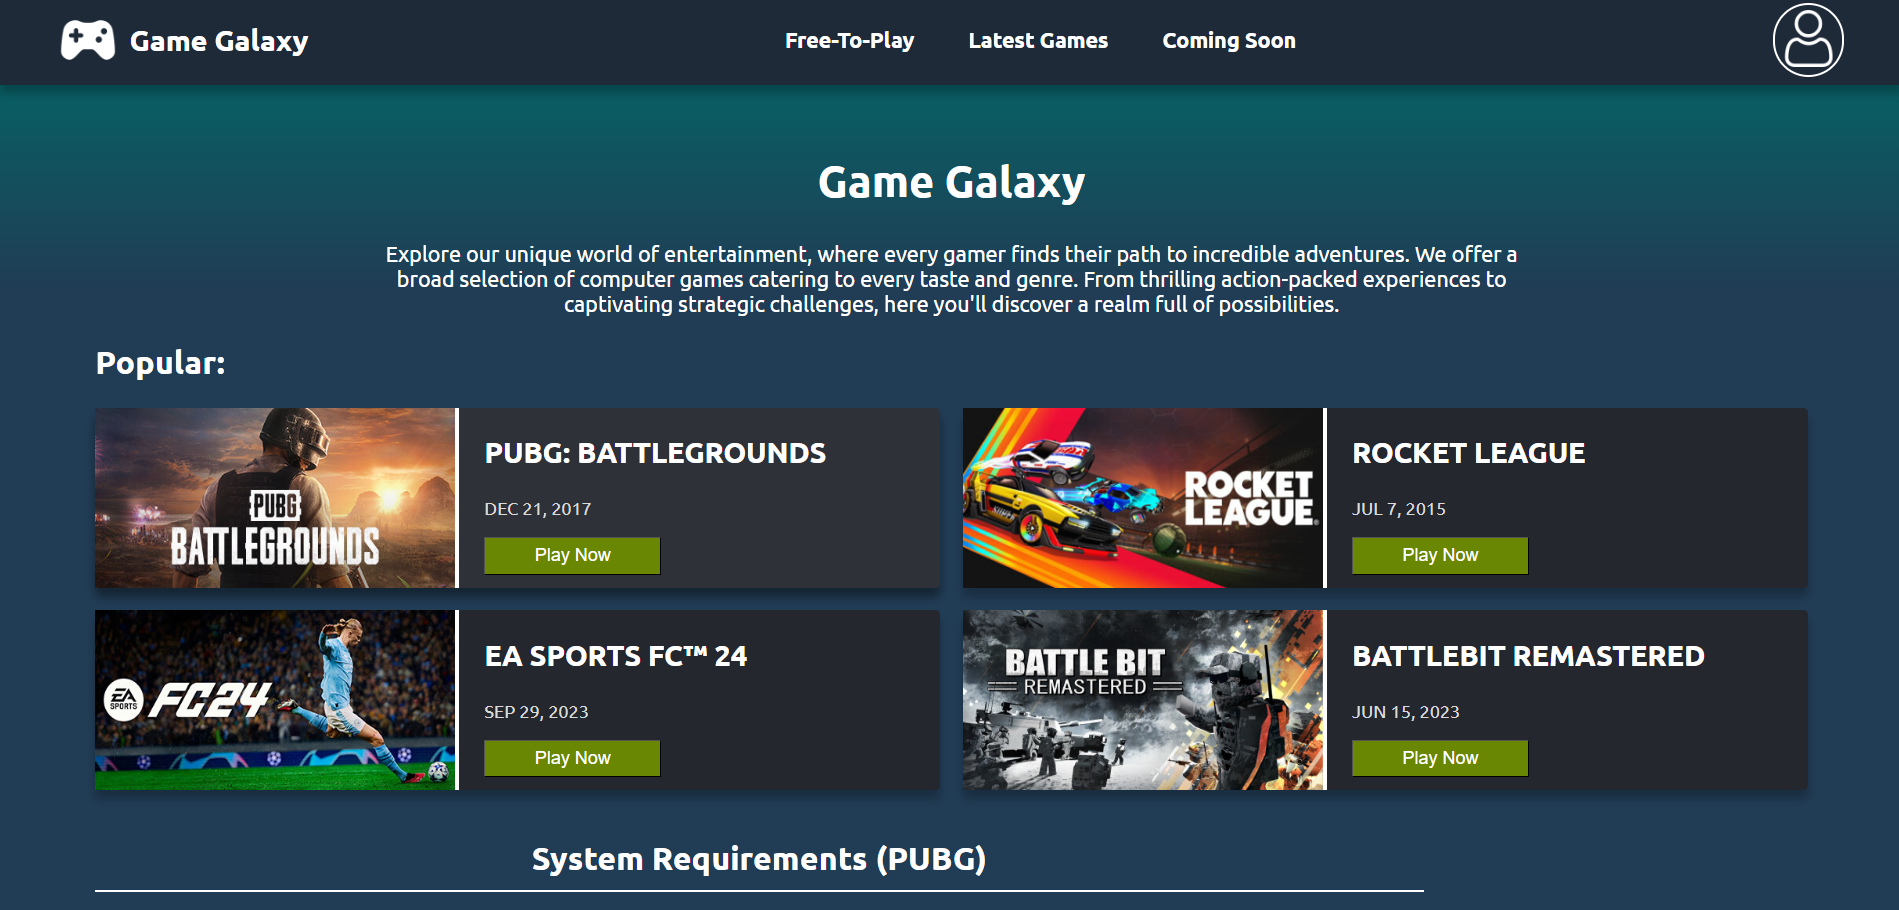 Game Galaxy
Free-To-Play
Latest Games
Coming Soon
Game Galaxy
Explore our unique world of entertainment, where every gamer finds their path to incredible adventures. We offer a
broad selection of computer games catering to every taste and genre. From thrilling action-packed experiences to
captivating strategic challenges, here you'll discover a realm full of possibilities.
Popular:
PUBG
BATTLEGROUNDS
PUBG: BATTLEGROUNDS
DEC 21, 2017
Play Now
ROCKET
LEAGUE
ROCKET LEAGUE
JUL 7, 2015
Play Now
EA
SPORTS
FC24
EA SPORTS FC™ 24
SEP 29, 2023
Play Now
BATTLE BIT
REMASTERED
BATTLEBIT REMASTERED
JUN 15, 2023
Play Now
System Requirements (PUBG)